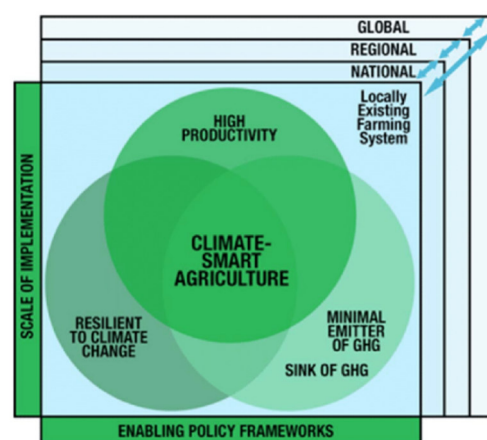 GLOBAL
REGIONAL
NATIONAL
Locally
Existing
Farming
System
HIGH
PRODUCTIVITY
CLIMATE-
SMART
AGRICULTURE
RESILIENT
TO CLIMATE
CHANGE
MINIMAL
EMITTER
OF GHG
SINK OF GHG
SCALE OF IMPLEMENTATION
ENABLING POLICY FRAMEWORKS